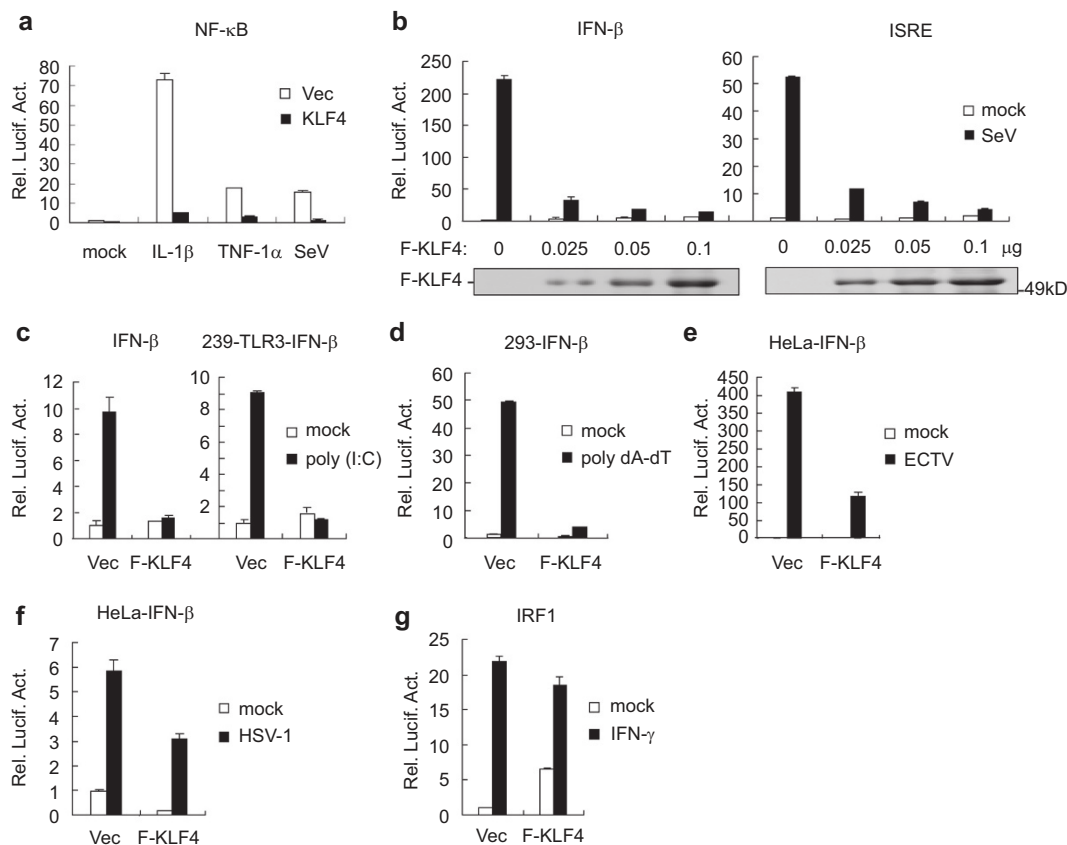 a
NF-κB
Rel. Lucif. Act.
80
70
60
50
40
30
20
10
0
Vec
KLF4
mock IL-1β TNF-1α SeV
b
IFN-β
Rel. Lucif. Act.
250
200
150
100
50
0
ISRE
60
50
40
30
20
10
mock
SeV
F-KLF4: 0 0.025 0.05 0.1 0 0.025 0.05 0.1 μg
F-KLF4
-49kD
c
IFN-β
Rel. Lucif. Act.
12
10
8
6
4
2
0
Vec F-KLF4
239-TLR3-IFN-β
10
8
6
4
2
mock
poly (I:C)
Vec F-KLF4
d
293-IFN-β
Rel. Lucif. Act.
60
50
40
30
20
10
0
mock
poly dA-dT
Vec F-KLF4
e
HeLa-IFN-β
Rel. Lucif. Act.
450
400
350
300
250
200
150
100
50
0
mock
ECTV
Vec F-KLF4
f
HeLa-IFN-β
Rel. Lucif. Act.
7
6
5
4
3
2
1
0
mock
HSV-1
Vec F-KLF4
g
IRF1
Rel. Lucif. Act.
25
20
15
10
5
0
mock
IFN-γ
Vec F-KLF4